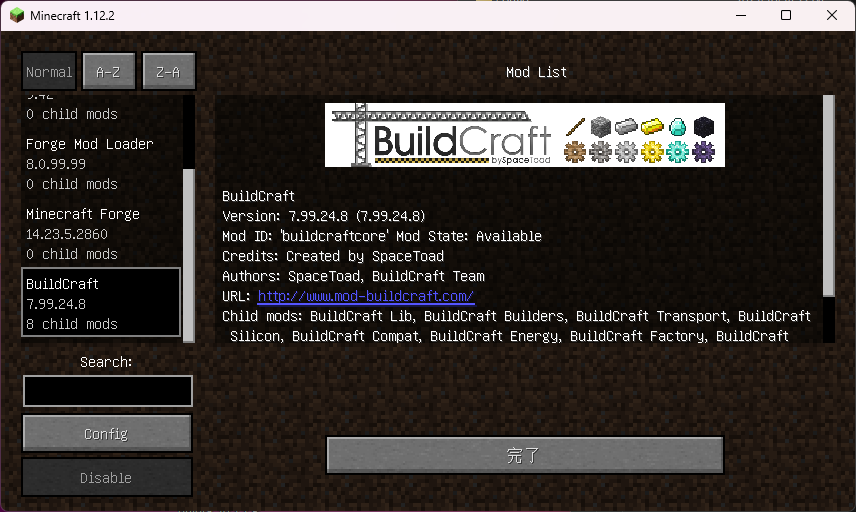 Minecraft 1.12.2
Normal
A-Z
Z-A
Mod List
0 child mods
Forge Mod Loader
8.0.99.99
0 child mods
Minecraft Forge
14.23.5.2860
0 child mods
BuildCraft
7.99.24.8
8 child mods
Search:
Config
Disable
BuildCraft
by SpaceToad
BuildCraft
Version: 7.99.24.8 (7.99.24.8)
Mod ID: 'buildcraftcore' Mod State: Available
Credits: Created by SpaceToad
Authors: SpaceToad, BuildCraft Team
URL: http://www.mod-buildcraft.com/
Child mods: BuildCraft Lib, BuildCraft Builders, BuildCraft Transport, BuildCraft
Silicon, BuildCraft Compat, BuildCraft Energy, BuildCraft Factory, BuildCraft
完了